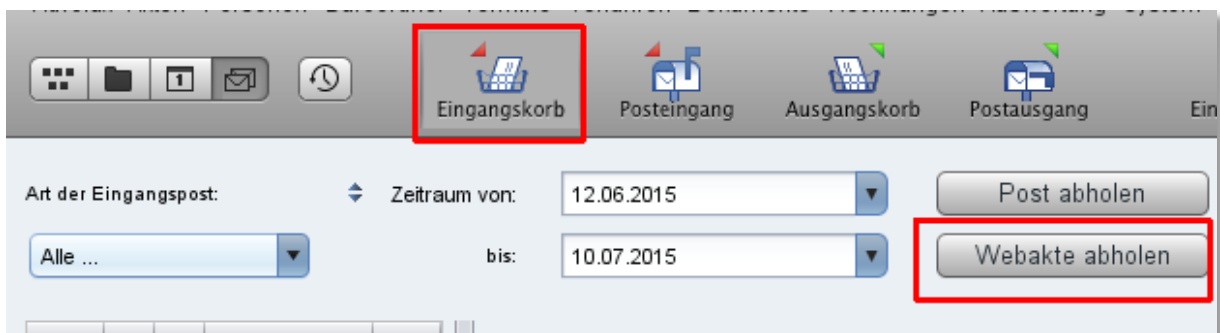 Eingangskorb Posteingang Ausgangskorb Postausgang Ein
Art der Eingangspost: Zeitraum von: 12.06.2015 Post abholen
Alle ... bis: 10.07.2015 Webakte abholen